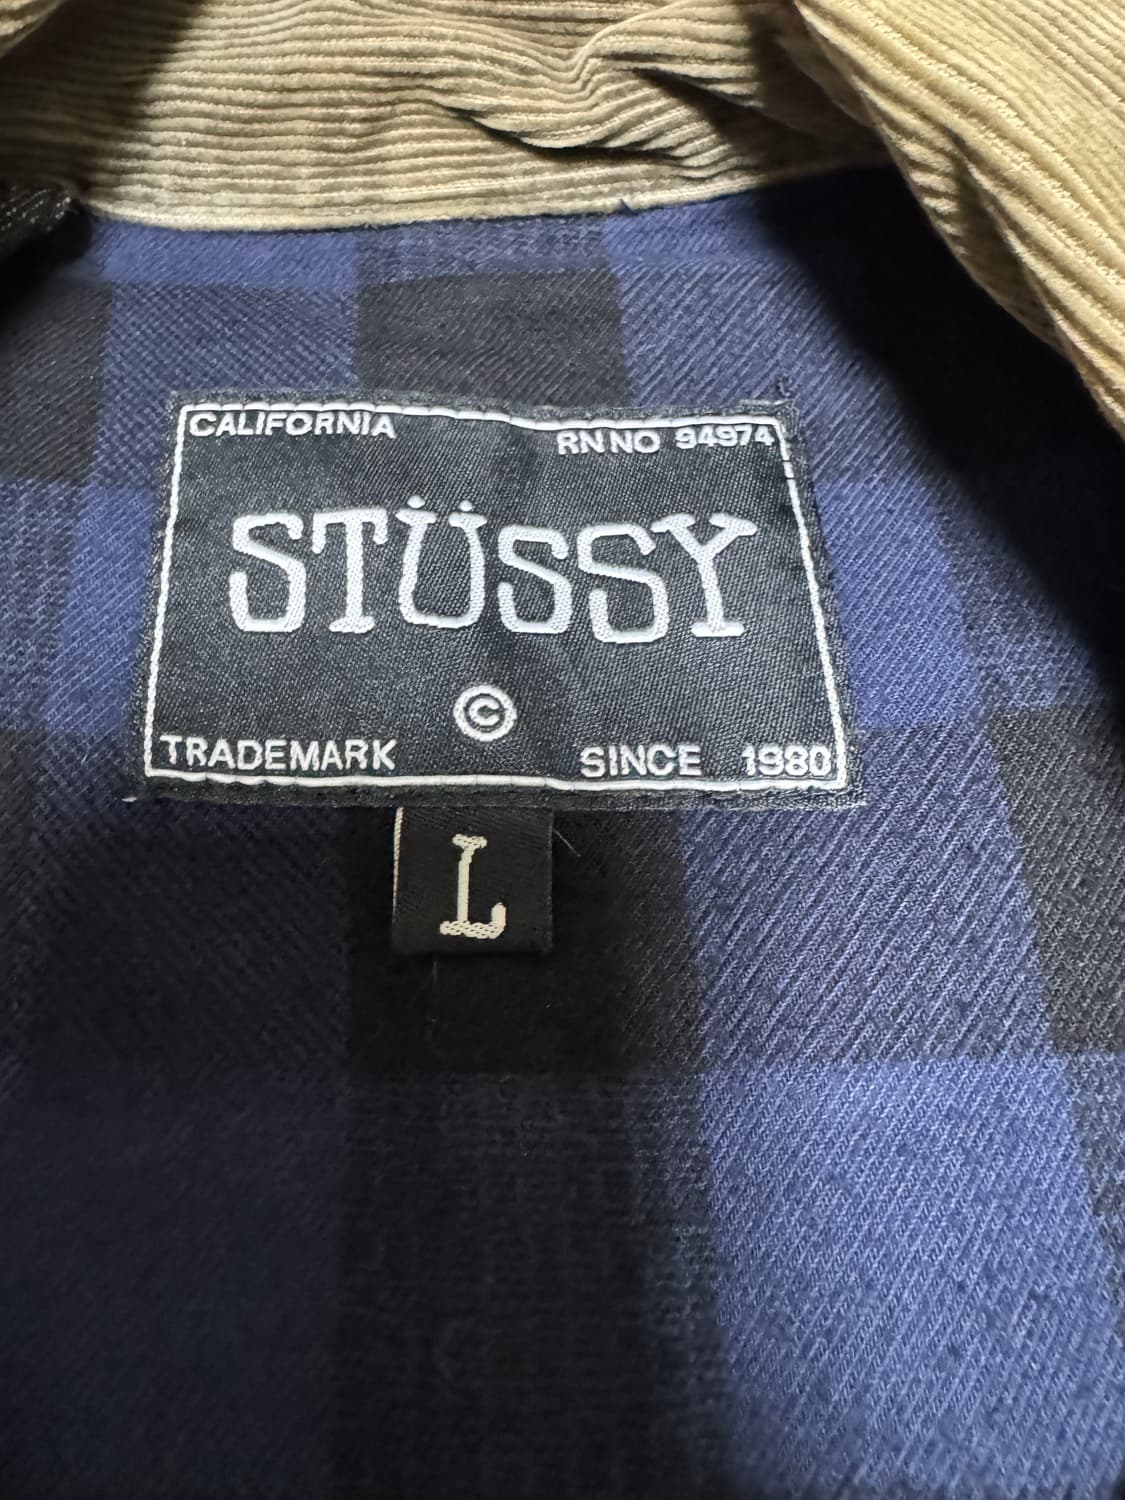 CALIFORNIA RN NO 94974
STÜSSY
©
TRADEMARK SINCE 1980
L